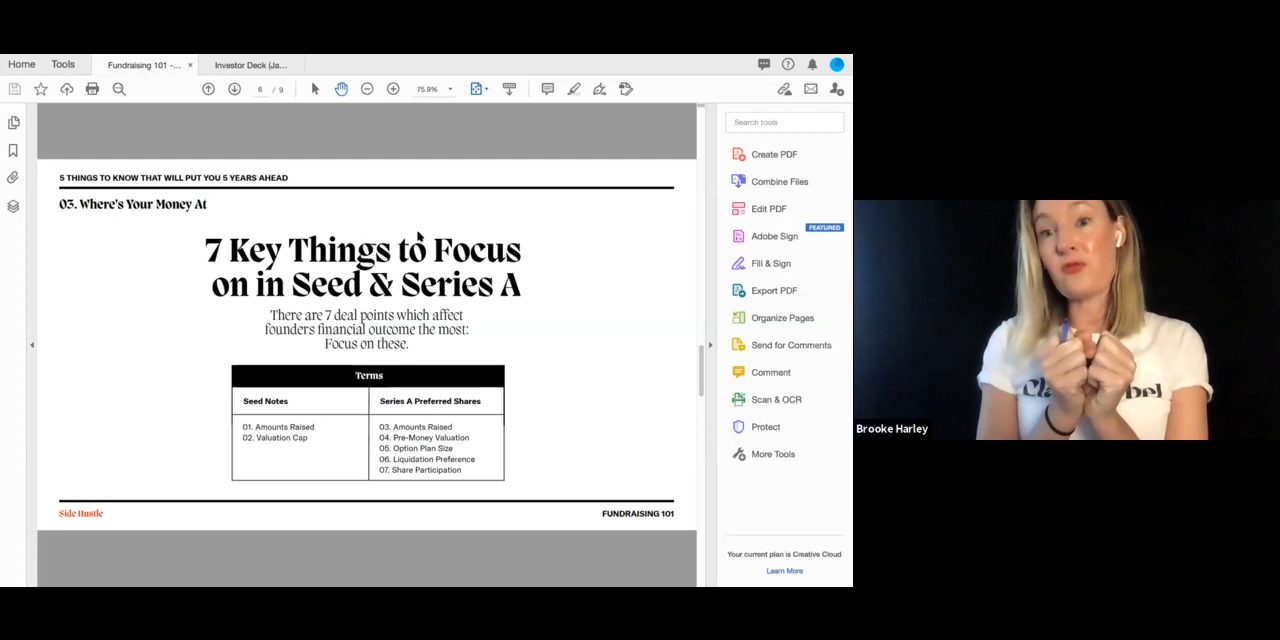 Home Tools Fundraising 101 -... × Investor Deck (Ja...
6 / 9 75.9%
5 THINGS TO KNOW THAT WILL PUT YOU 5 YEARS AHEAD
03. Where's Your Money At
7 Key Things to Focus
on in Seed & Series A
There are 7 deal points which affect
founders financial outcome the most:
Focus on these.
Terms
Seed Notes
01. Amounts Raised
02. Valuation Cap
Series A Preferred Shares
03. Amounts Raised
04. Pre-Money Valuation
05. Option Plan Size
06. Liquidation Preference
07. Share Participation
Side Hustle FUNDRAISING 101
Search tools
Create PDF
Combine Files
Edit PDF
FEATURED
Adobe Sign
Fill & Sign
Export PDF
Organize Pages
Send for Comments
Comment
Scan & OCR
Protect
More Tools
Your current plan is Creative Cloud
Learn More
Brooke Harley